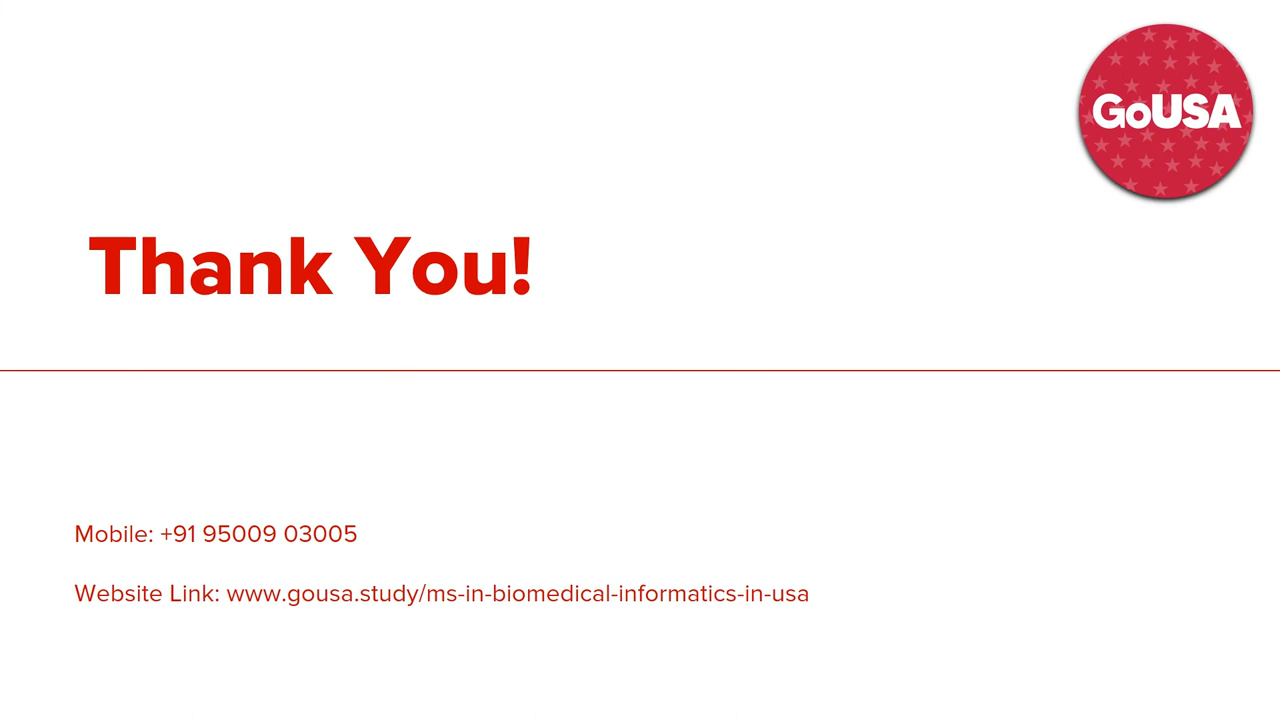 GoUSA
Thank You!
Mobile: +91 95009 03005
Website Link: www.gousa.study/ms-in-biomedical-informatics-in-usa